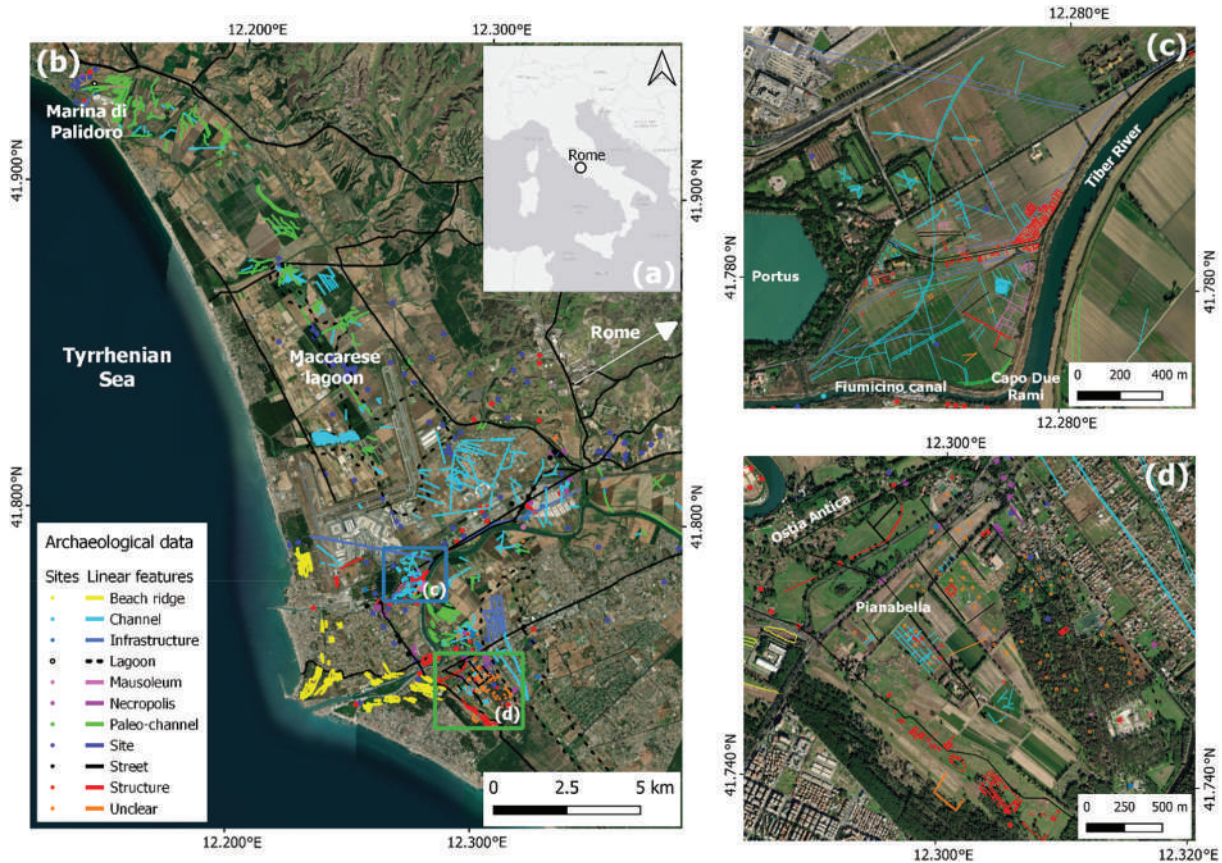 12.200°E
12.300°E
(b)
Marina di
Palidoro
41.900°N
Rome
(a)
41.900°N
Tyrrhenian
Sea
Maccarese
lagoon
Rome
41.800°N
41.800°N
Archaeological data
Sites Linear features
Beach ridge
Channel
Infrastructure
Lagoon
Mausoleum
Necropolis
Paleo-channel
Site
Street
Structure
Unclear
(c)
(d)
0 2.5 5 km
12.200°E
12.300°E
12.280°E
(c)
Tiber River
41.780°N
41.780°N
Portus
Fiumicino canal
Capo Due
Rami
0 200 400 m
12.280°E
12.300°E
(d)
Ostia Antica
Pianabella
41.740°N
41.740°N
0 250 500 m
12.300°E
12.320°E